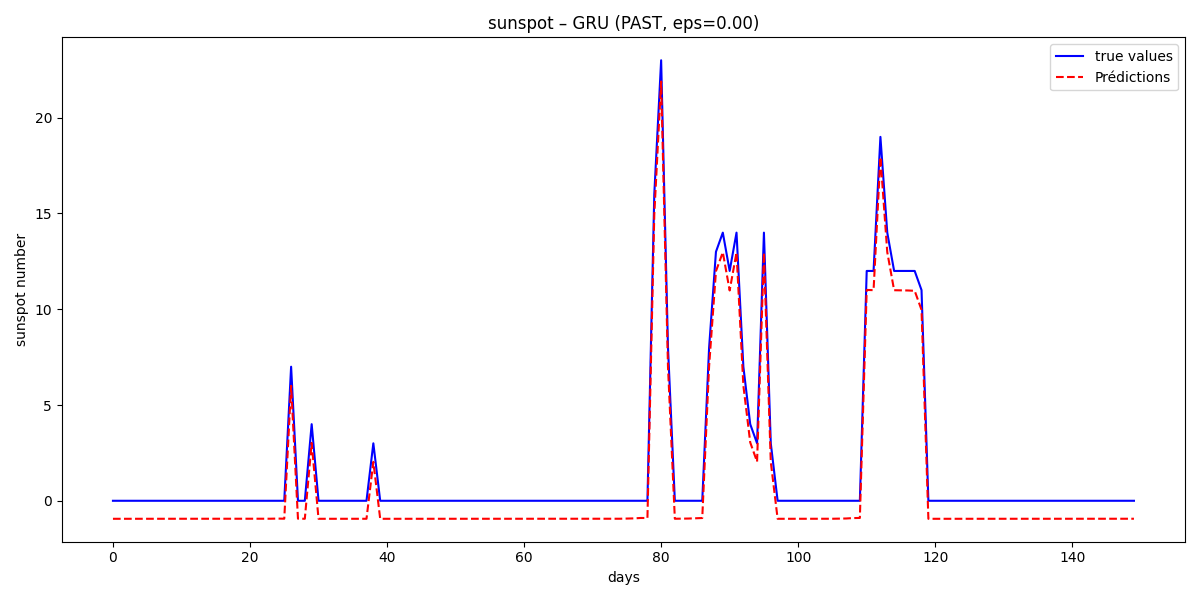 sunspot – GRU (PAST, eps=0.00)
true values
Prédictions
sunspot number
20
15
10
5
0
0 20 40 60 80 100 120 140
days